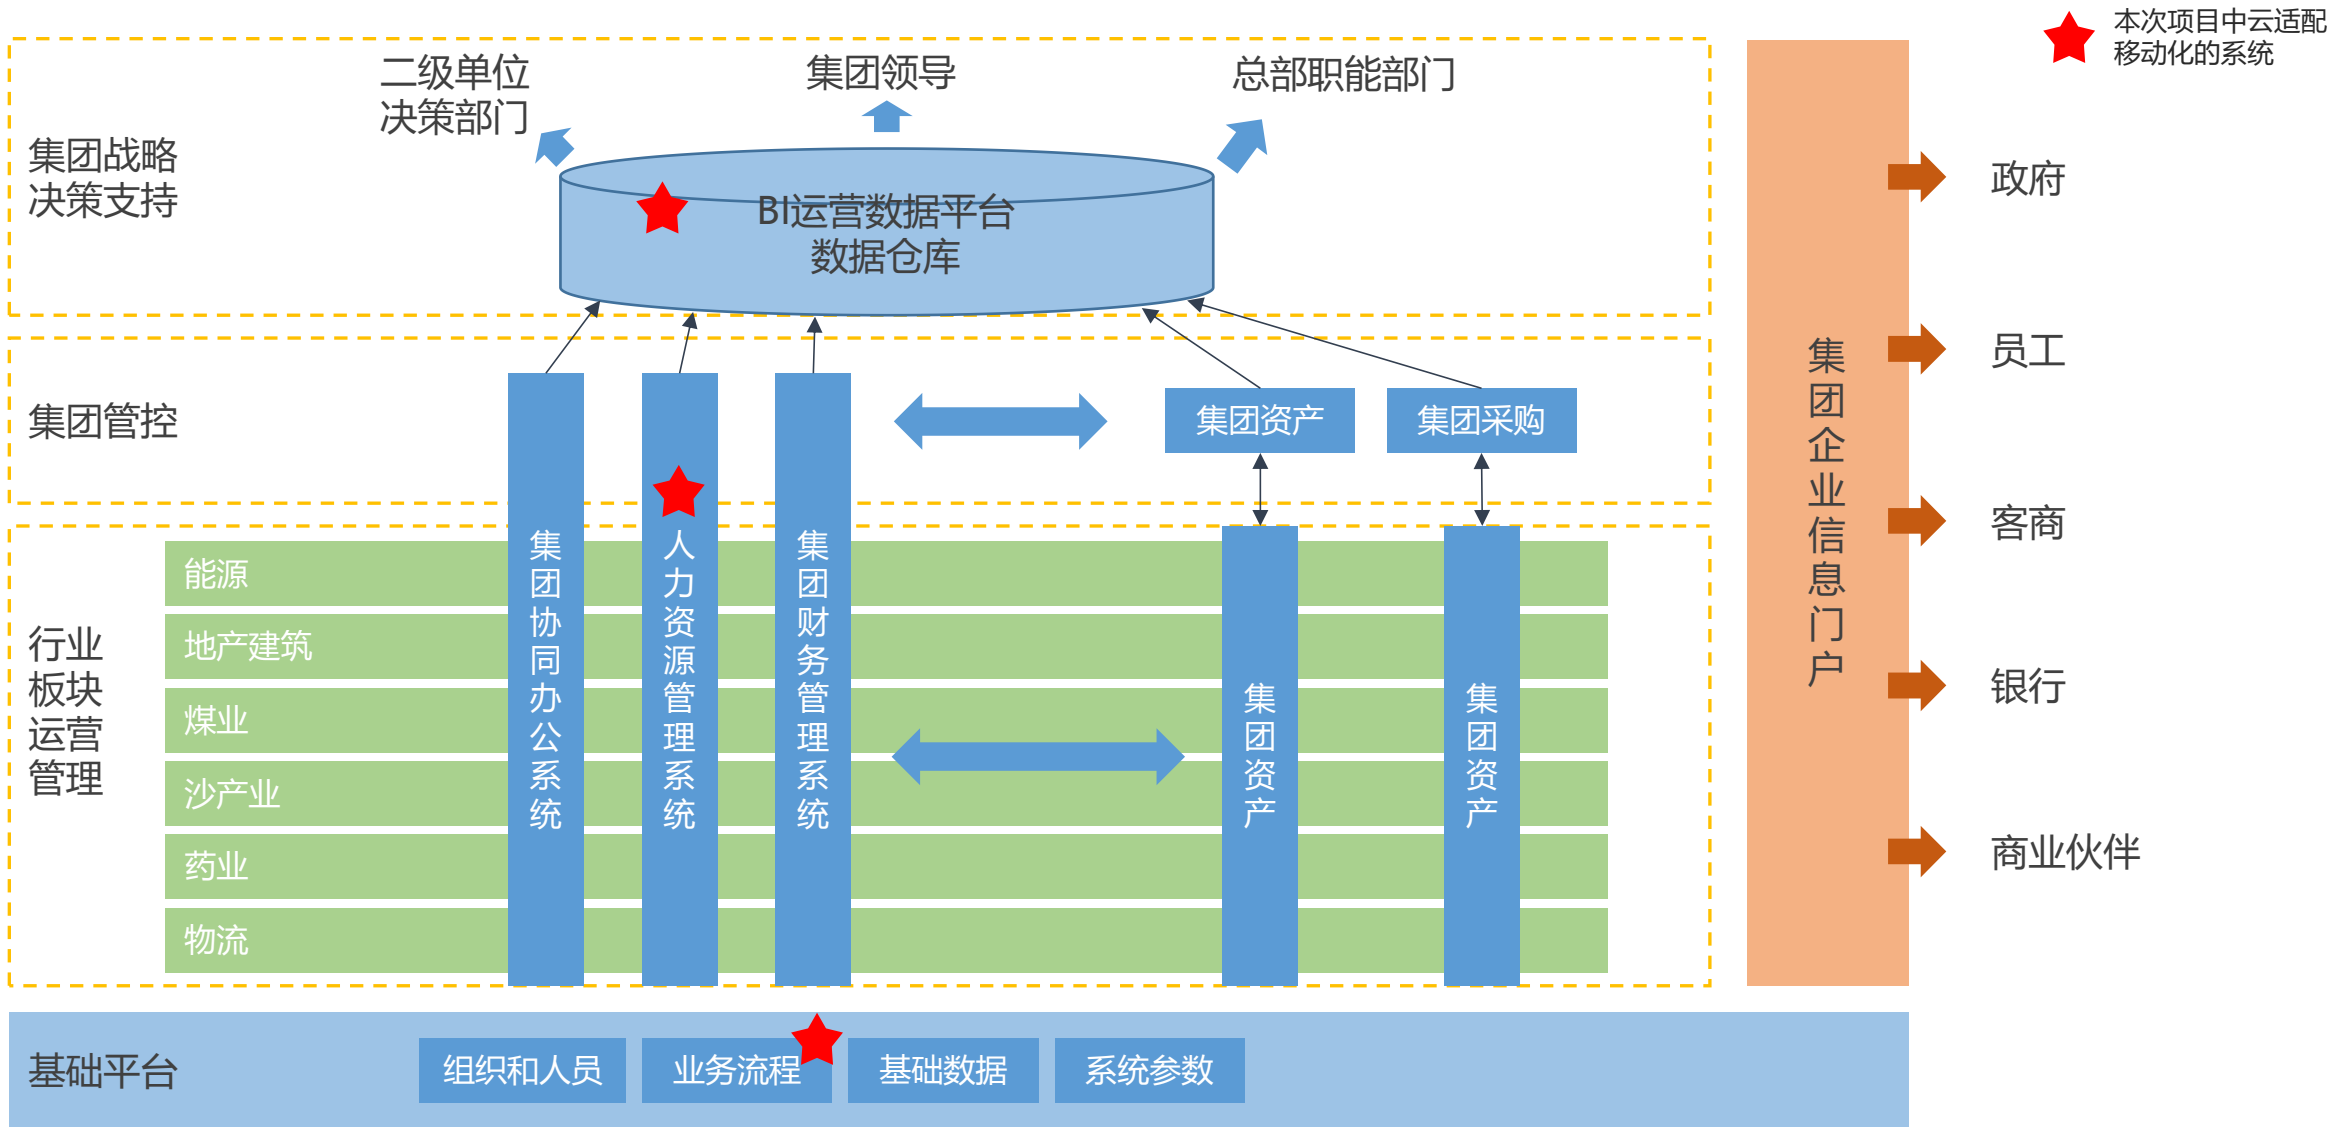 本次项目中云适配
移动化的系统
二级单位
决策部门
集团领导
总部职能部门
集团战略
决策支持
BI运营数据平台
数据仓库
集团管控
集团资产
集团采购
行业
板块
运营
管理
能源
地产建筑
煤业
沙产业
药业
物流
集团协同办公系统
人力资源管理系统
集团财务管理系统
集团资产
集团资产
集团企业信息门户
政府
员工
客商
银行
商业伙伴
基础平台
组织和人员
业务流程
基础数据
系统参数